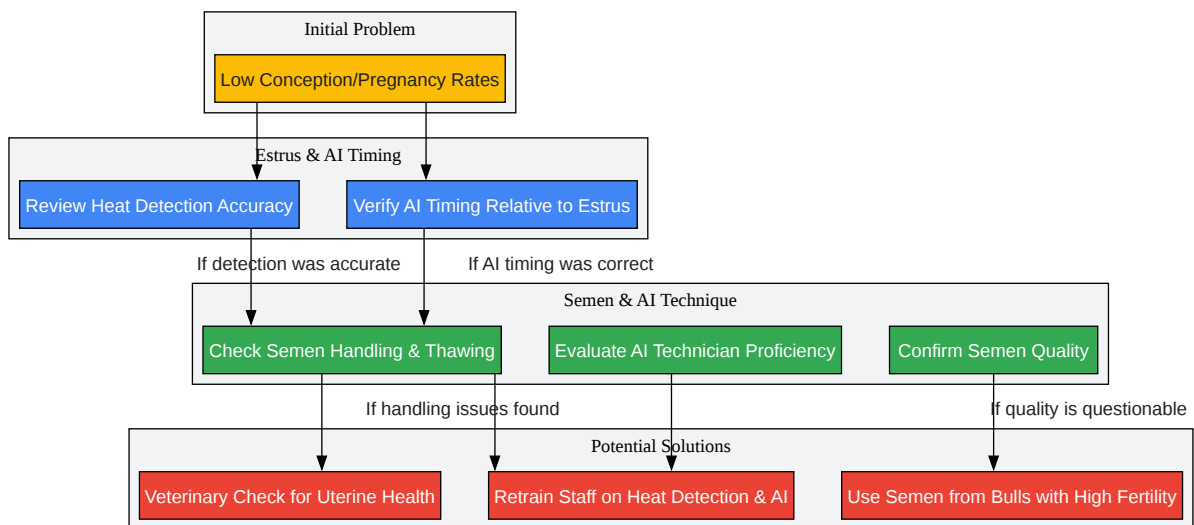 Initial Problem
Low Conception/Pregnancy Rates
Estrus & AI Timing
Review Heat Detection Accuracy
Verify AI Timing Relative to Estrus
If detection was accurate
If AI timing was correct
Semen & AI Technique
Check Semen Handling & Thawing
Evaluate AI Technician Proficiency
Confirm Semen Quality
If handling issues found
If quality is questionable
Potential Solutions
Veterinary Check for Uterine Health
Retrain Staff on Heat Detection & AI
Use Semen from Bulls with High Fertility